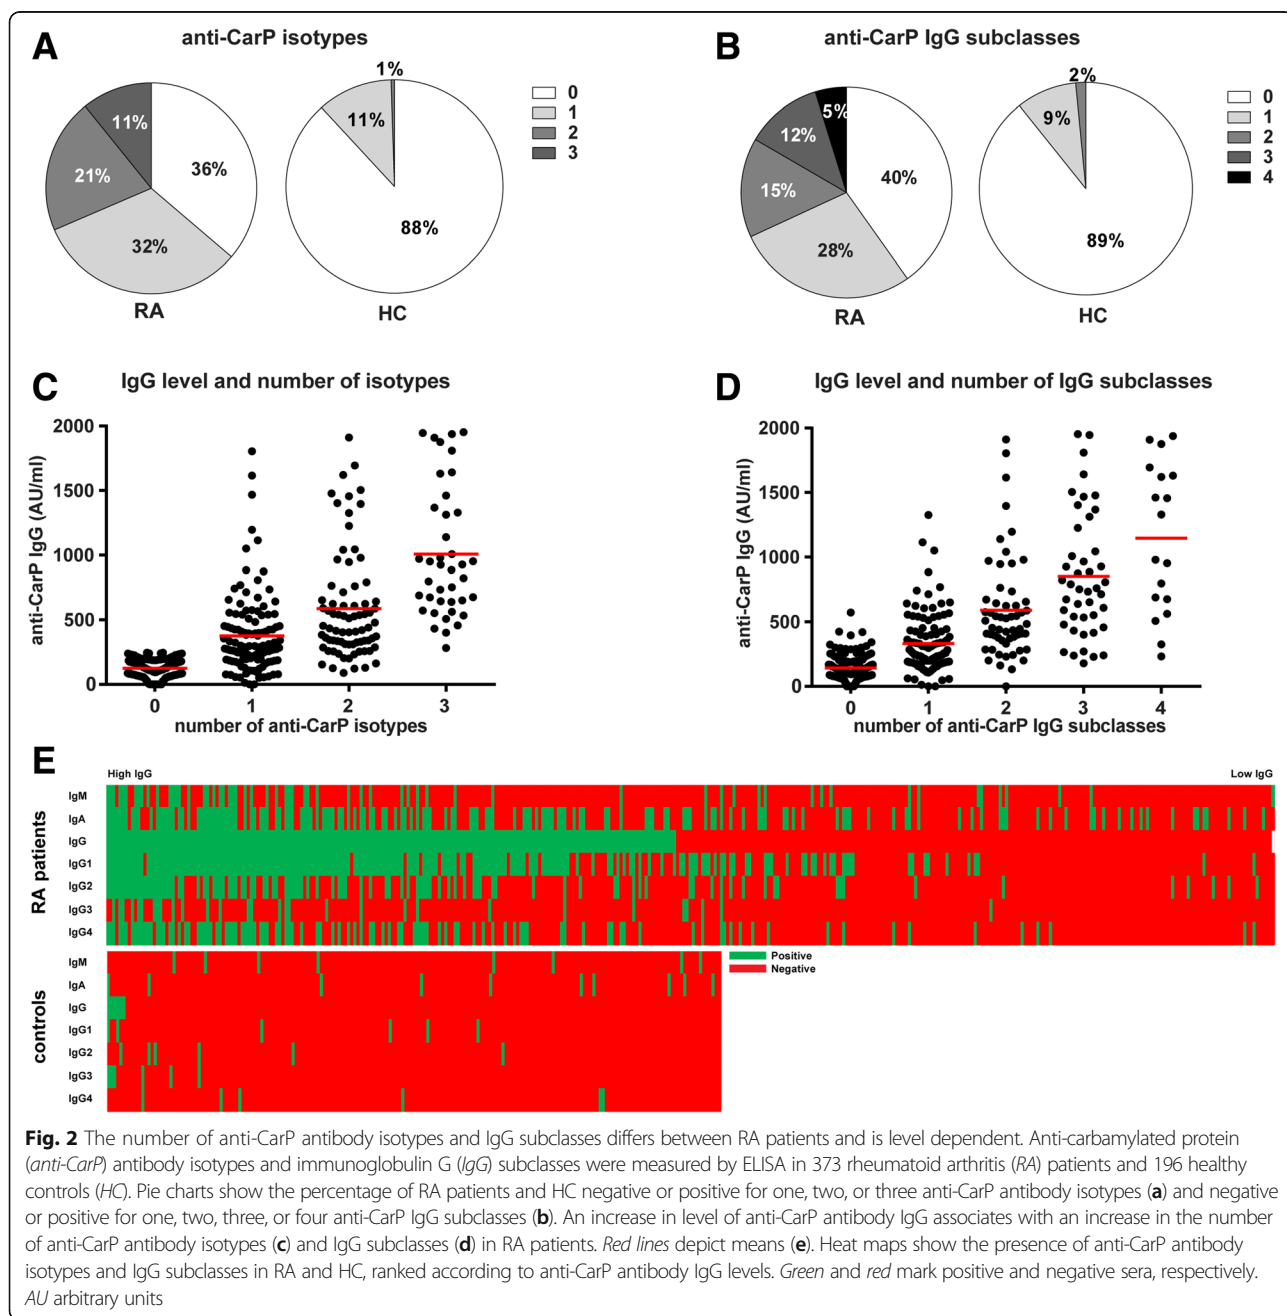 A
anti-CarP isotypes
1%
11%
11%
36%
21%
32%
88%
RA
HC
0
1
2
3
B
anti-CarP IgG subclasses
2%
5%
9%
12%
40%
15%
28%
89%
RA
HC
0
1
2
3
4
C
IgG level and number of isotypes
anti-CarP IgG (AU/ml)
2000
1500
1000
500
0
0 1 2 3
number of anti-CarP isotypes
D
IgG level and number of IgG subclasses
anti-CarP IgG (AU/ml)
2000
1500
1000
500
0
0 1 2 3 4
number of anti-CarP IgG subclasses
E
High IgG Low IgG
RA patients
IgM
IgA
IgG
IgG1
IgG2
IgG3
IgG4
controls
IgM
IgA
IgG
IgG1
IgG2
IgG3
IgG4
Positive
Negative
Fig. 2 The number of anti-CarP antibody isotypes and IgG subclasses differs between RA patients and is level dependent. Anti-carbamylated protein
(anti-CarP) antibody isotypes and immunoglobulin G (IgG) subclasses were measured by ELISA in 373 rheumatoid arthritis (RA) patients and 196 healthy
controls (HC). Pie charts show the percentage of RA patients and HC negative or positive for one, two, or three anti-CarP antibody isotypes (a) and negative
or positive for one, two, three, or four anti-CarP IgG subclasses (b). An increase in level of anti-CarP antibody IgG associates with an increase in the number
of anti-CarP antibody isotypes (c) and IgG subclasses (d) in RA patients. Red lines depict means (e). Heat maps show the presence of anti-CarP antibody
isotypes and IgG subclasses in RA and HC, ranked according to anti-CarP antibody IgG levels. Green and red mark positive and negative sera, respectively.
AU arbitrary units